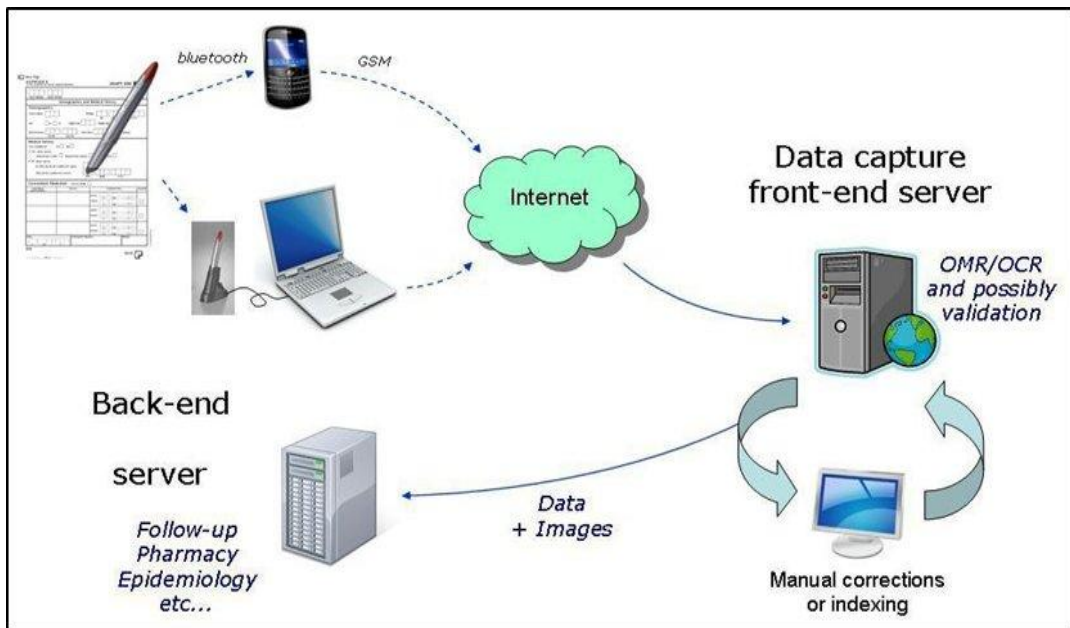 bluetooth
GSM
Internet
Data capture
front-end server
OMR/OCR
and possibly
validation
Back-end
server
Follow-up
Pharmacy
Epidemiology
etc...
Data
+ Images
Manual corrections
or indexing